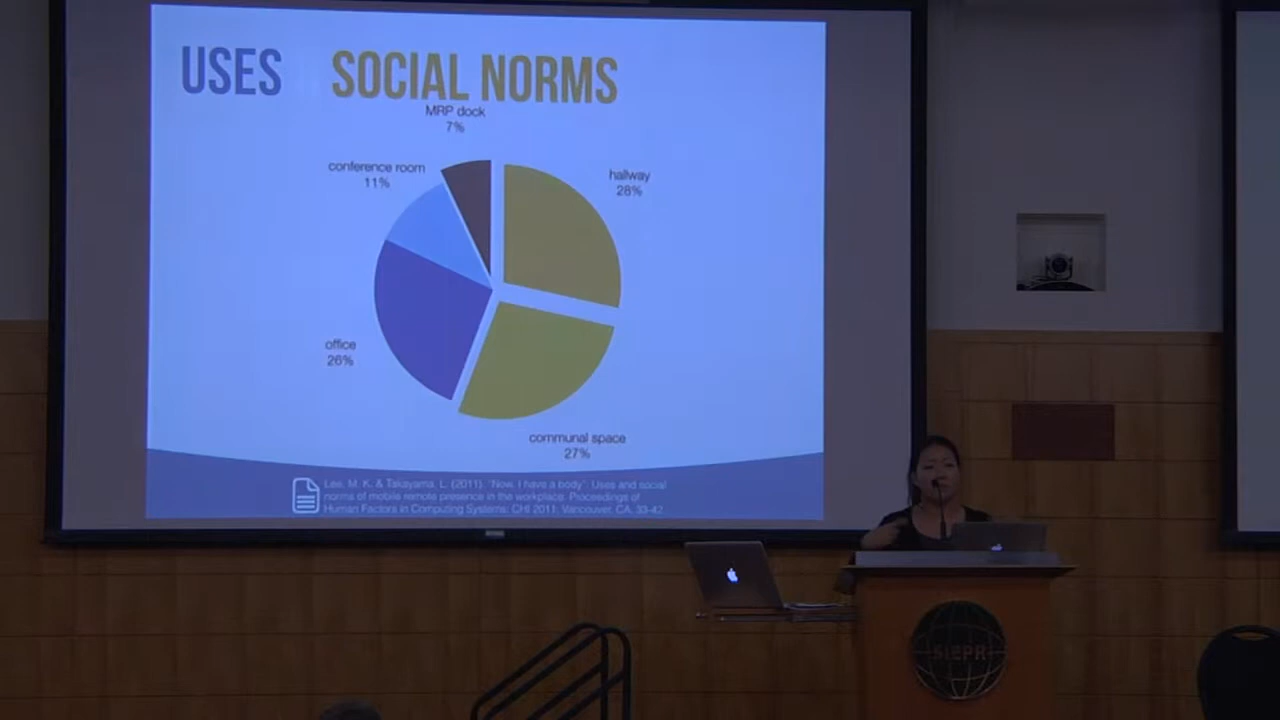 USES SOCIAL NORMS
MRP dock
7%
conference room
11%
hallway
28%
office
26%
communal space
27%
Lee, M. K. & Takayama, L. (2011). "Now, I have a body": Uses and social
norms of mobile remote presence in the workplace. Proceedings of
Human Factors in Computing Systems: CHI 2011. Vancouver, CA, 33-42.
SIEPR